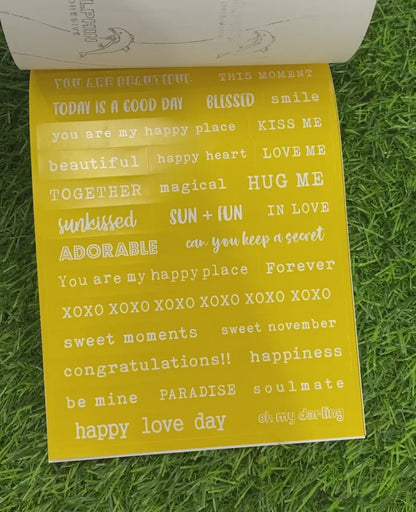 YOU ARE BEAUTIFUL THIS MOMENT
TODAY IS A GOOD DAY BLESSED smile
you are my happy place KISS ME
beautiful happy heart LOVE ME
TOGETHER magical HUG ME
sunkissed SUN + FUN IN LOVE
ADORABLE can you keep a secret
You are my happy place Forever
XOXO XOXO XOXO XOXO XOXO XOXO
sweet moments sweet november
congratulations!! happiness
be mine PARADISE soulmate
happy love day oh my darling